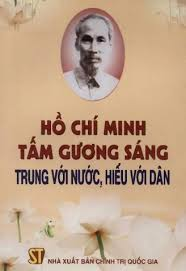 HỒ CHÍ MINH
TẤM GƯƠNG SÁNG
TRUNG VỚI NƯỚC, HIẾU VỚI DÂN
ST
NHÀ XUẤT BẢN CHÍNH TRỊ QUỐC GIA